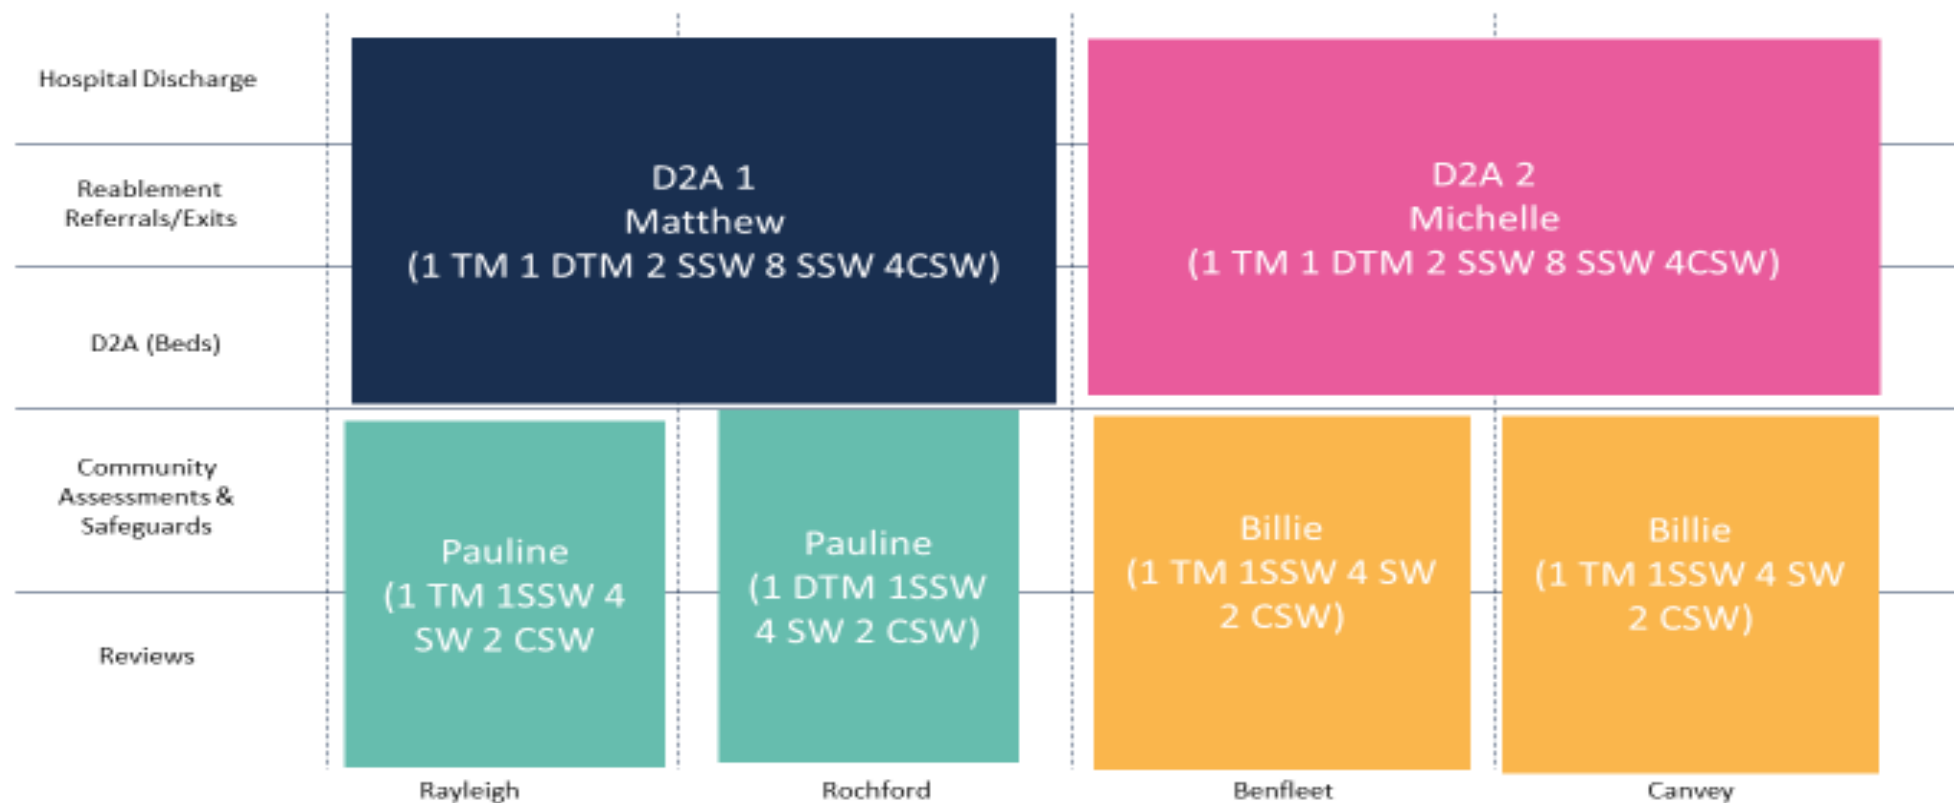 Hospital Discharge
Reablement
Referrals/Exits
D2A (Beds)
Community
Assessments &
Safeguards
Reviews
D2A 1
Matthew
(1 TM 1 DTM 2 SSW 8 SSW 4CSW)
D2A 2
Michelle
(1 TM 1 DTM 2 SSW 8 SSW 4CSW)
Pauline
(1 TM 1SSW 4
SW 2 CSW
Pauline
(1 DTM 1SSW
4 SW 2 CSW)
Billie
(1 TM 1SSW 4 SW
2 CSW)
Billie
(1 TM 1SSW 4 SW
2 CSW)
Rayleigh
Rochford
Benfleet
Canvey